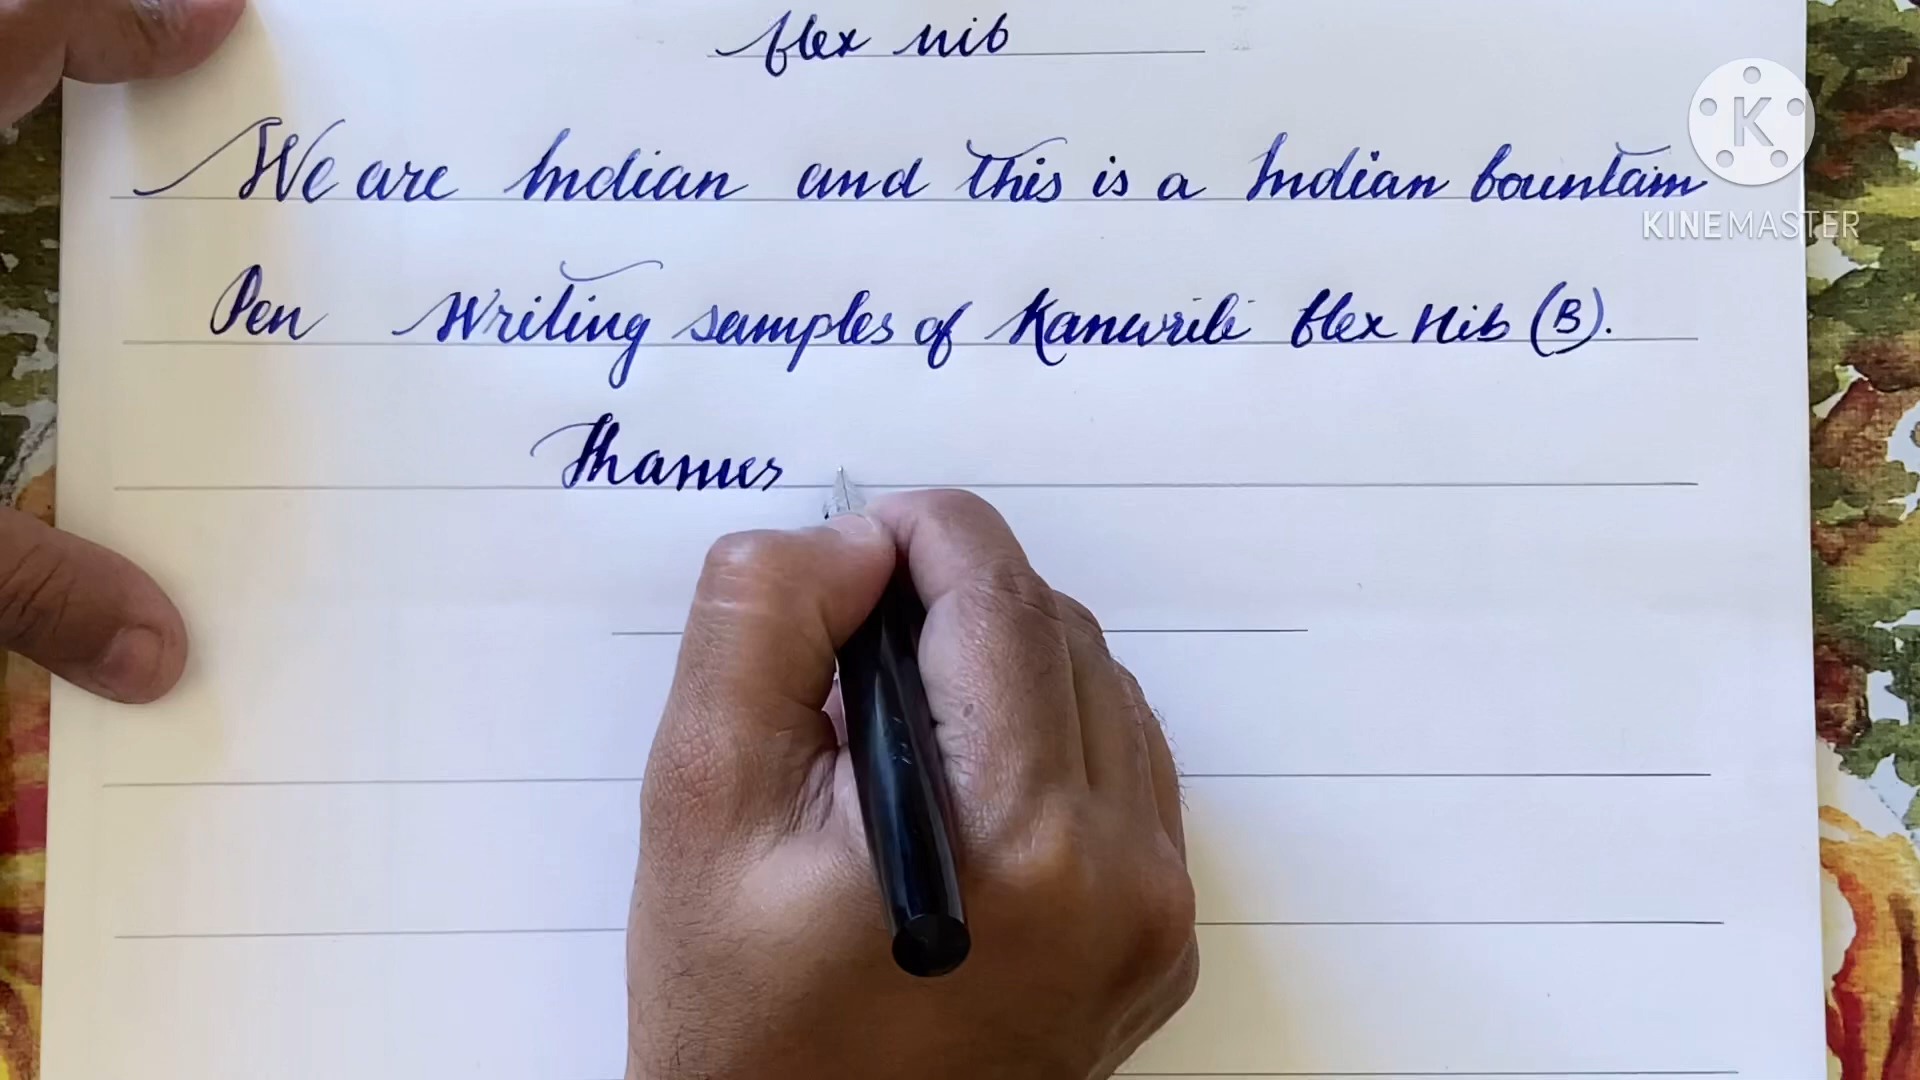 flex nib
We are Indian and this is a Indian fountain
Pen Writing samples of Kanwrite flex Nib (B).
Thanks
K
KINEMASTER